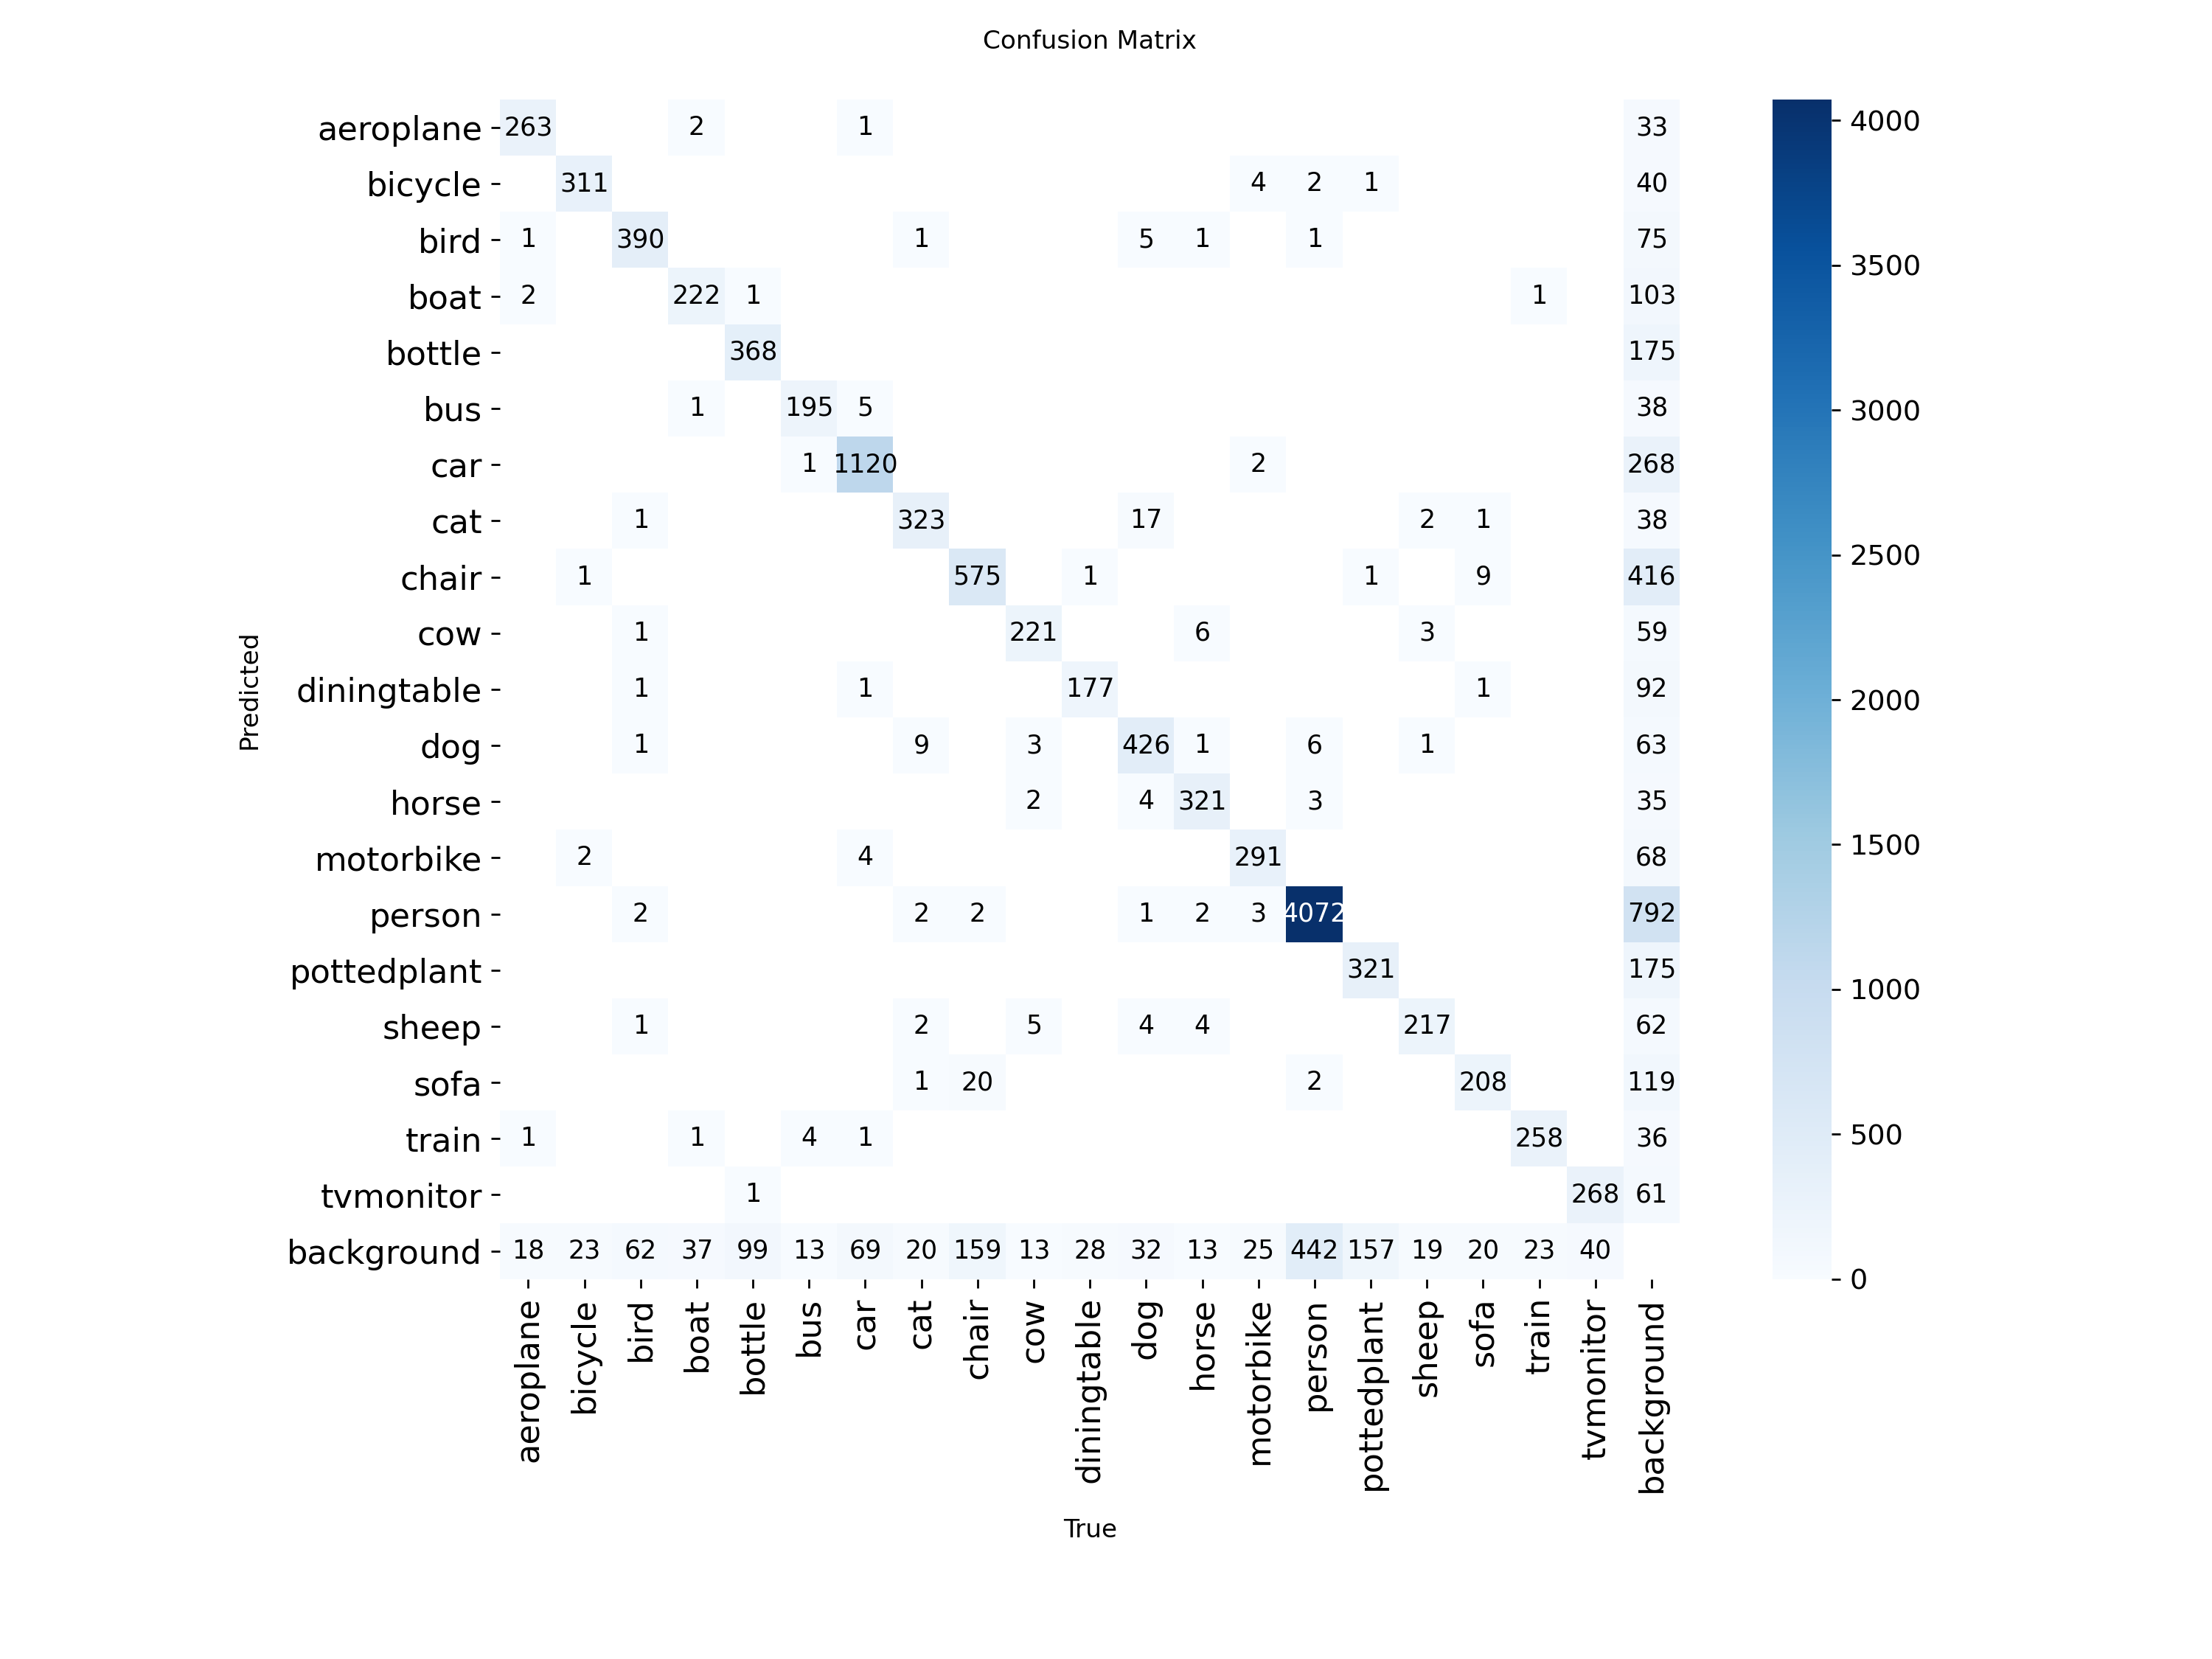 Confusion Matrix
aeroplane 263 2 1 33
bicycle 311 4 2 1 40
bird 1 390 1 5 1 1 75
boat 2 222 1 1 103
bottle 368 175
bus 1 195 5 38
car 1 1120 2 268
cat 1 323 17 2 1 38
chair 1 575 1 1 9 416
cow 1 221 6 3 59
diningtable 1 1 177 1 92
dog 1 9 3 426 1 6 1 63
horse 2 4 321 3 35
motorbike 2 4 291 68
person 2 2 2 1 2 3 4072 792
pottedplant 321 175
sheep 1 2 5 4 4 217 62
sofa 1 20 2 208 119
train 1 1 4 1 258 36
tvmonitor 1 268 61
background 18 23 62 37 99 13 69 20 159 13 28 32 13 25 442 157 19 20 23 40
aeroplane bicycle bird boat bottle bus car cat chair cow diningtable dog horse motorbike person pottedplant sheep sofa train tvmonitor background
True
Predicted
4000
3500
3000
2500
2000
1500
1000
500
0